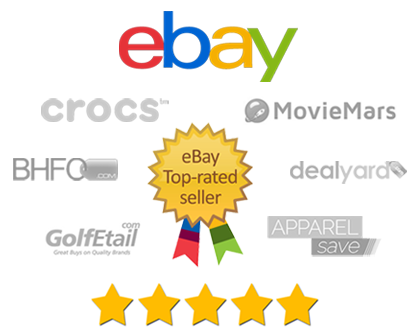 ebay
crocs™
MovieMars
BHFO.COM
eBay
Top-rated
seller
dealyard
GolfEtail.com
Great Buys on Quality Brands
APPAREL
save